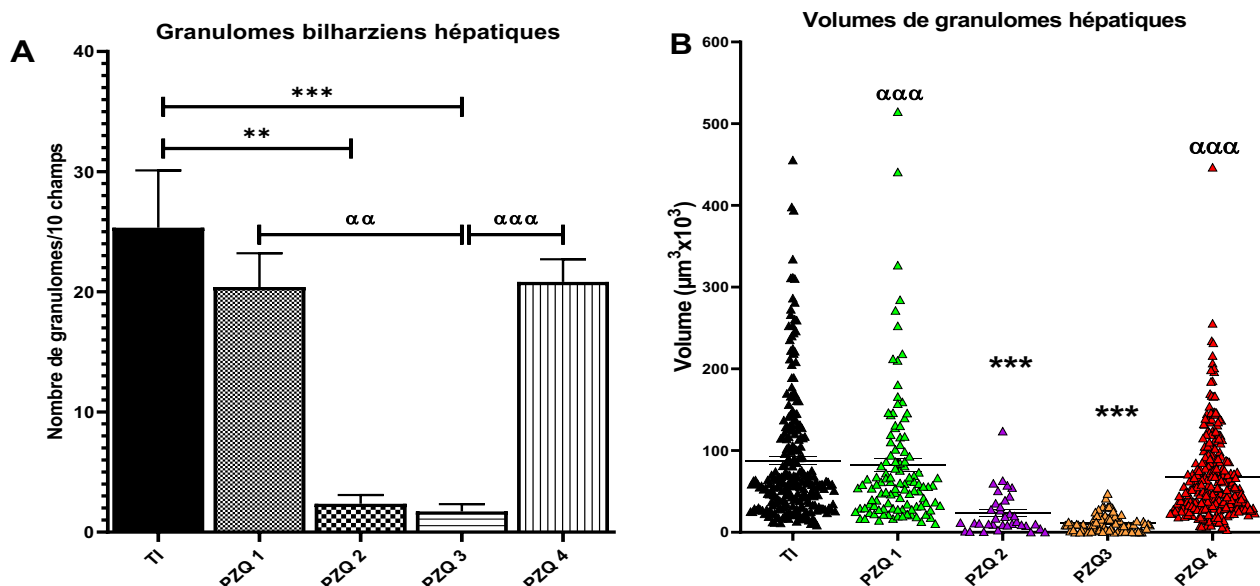 A
Granulomes bilharziens hépatiques
Nombre de granulomes/10 champs
40
30
20
10
0
***
**
αα
ααα
TI
PZQ 1
PZQ 2
PZQ 3
PZQ 4
B
Volumes de granulomes hépatiques
Volume (µm³x10³)
600
500
400
300
200
100
0
ααα
***
***
ααα
TI
PZQ 1
PZQ 2
PZQ3
PZQ 4